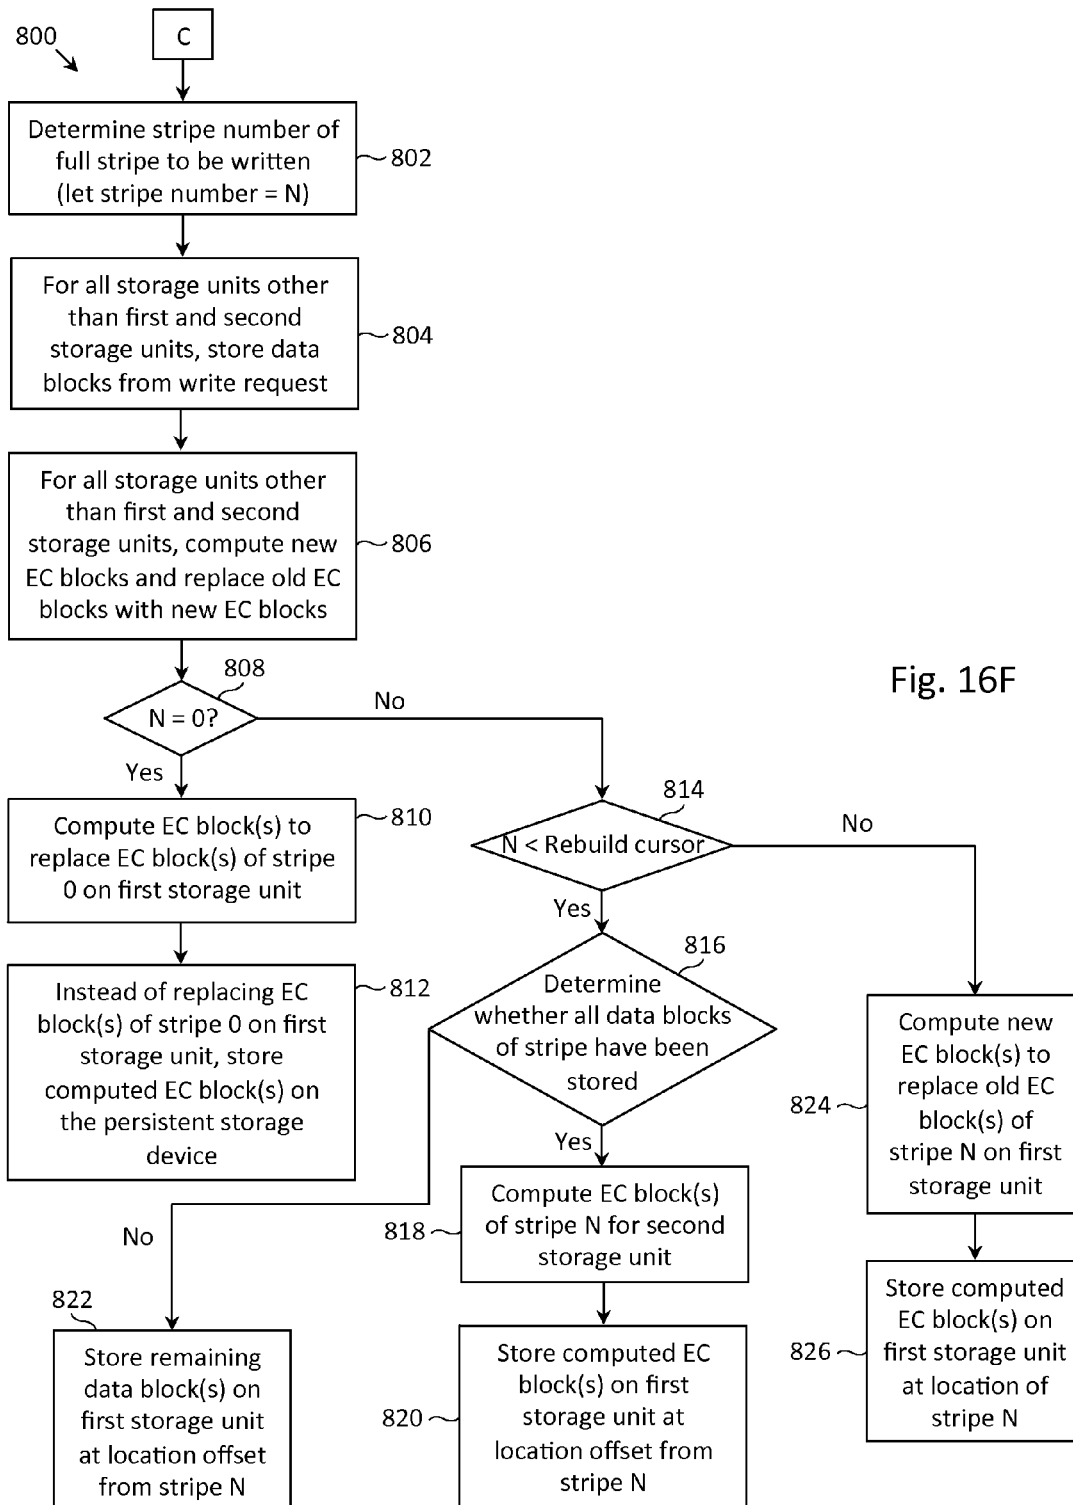 800
C
Determine stripe number of
full stripe to be written
(let stripe number = N)
802
For all storage units other
than first and second
storage units, store data
blocks from write request
804
For all storage units other
than first and second
storage units, compute new
EC blocks and replace old EC
blocks with new EC blocks
806
Fig. 16F
808
N = 0?
No
Yes
Compute EC block(s) to
replace EC block(s) of stripe
0 on first storage unit
810
814
N < Rebuild cursor
No
Yes
Instead of replacing EC
block(s) of stripe 0 on first
storage unit, store
computed EC block(s) on
the persistent storage
device
812
816
Determine
whether all data blocks
of stripe have been
stored
Yes
No
Compute new
EC block(s) to
replace old EC
block(s) of
stripe N on first
storage unit
824
Compute EC block(s)
of stripe N for second
storage unit
818
822
Store remaining
data block(s) on
first storage unit
at location offset
from stripe N
Store computed EC
block(s) on first
storage unit at
location offset from
stripe N
820
Store computed
EC block(s) on
first storage unit
at location of
stripe N
826